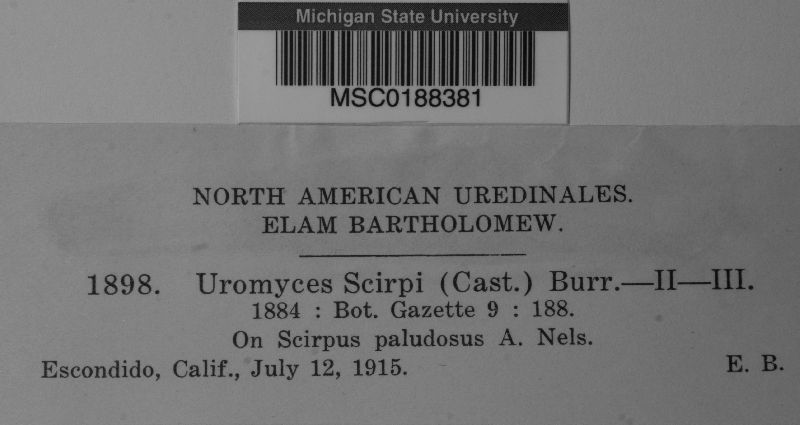 Michigan State University
MSC0188381
NORTH AMERICAN UREDINALES.
ELAM BARTHOLOMEW.
1898. Uromyces Scirpi (Cast.) Burr.—II—III.
1884 : Bot. Gazette 9 : 188.
On Scirpus paludosus A. Nels.
Escondido, Calif., July 12, 1915. E. B.